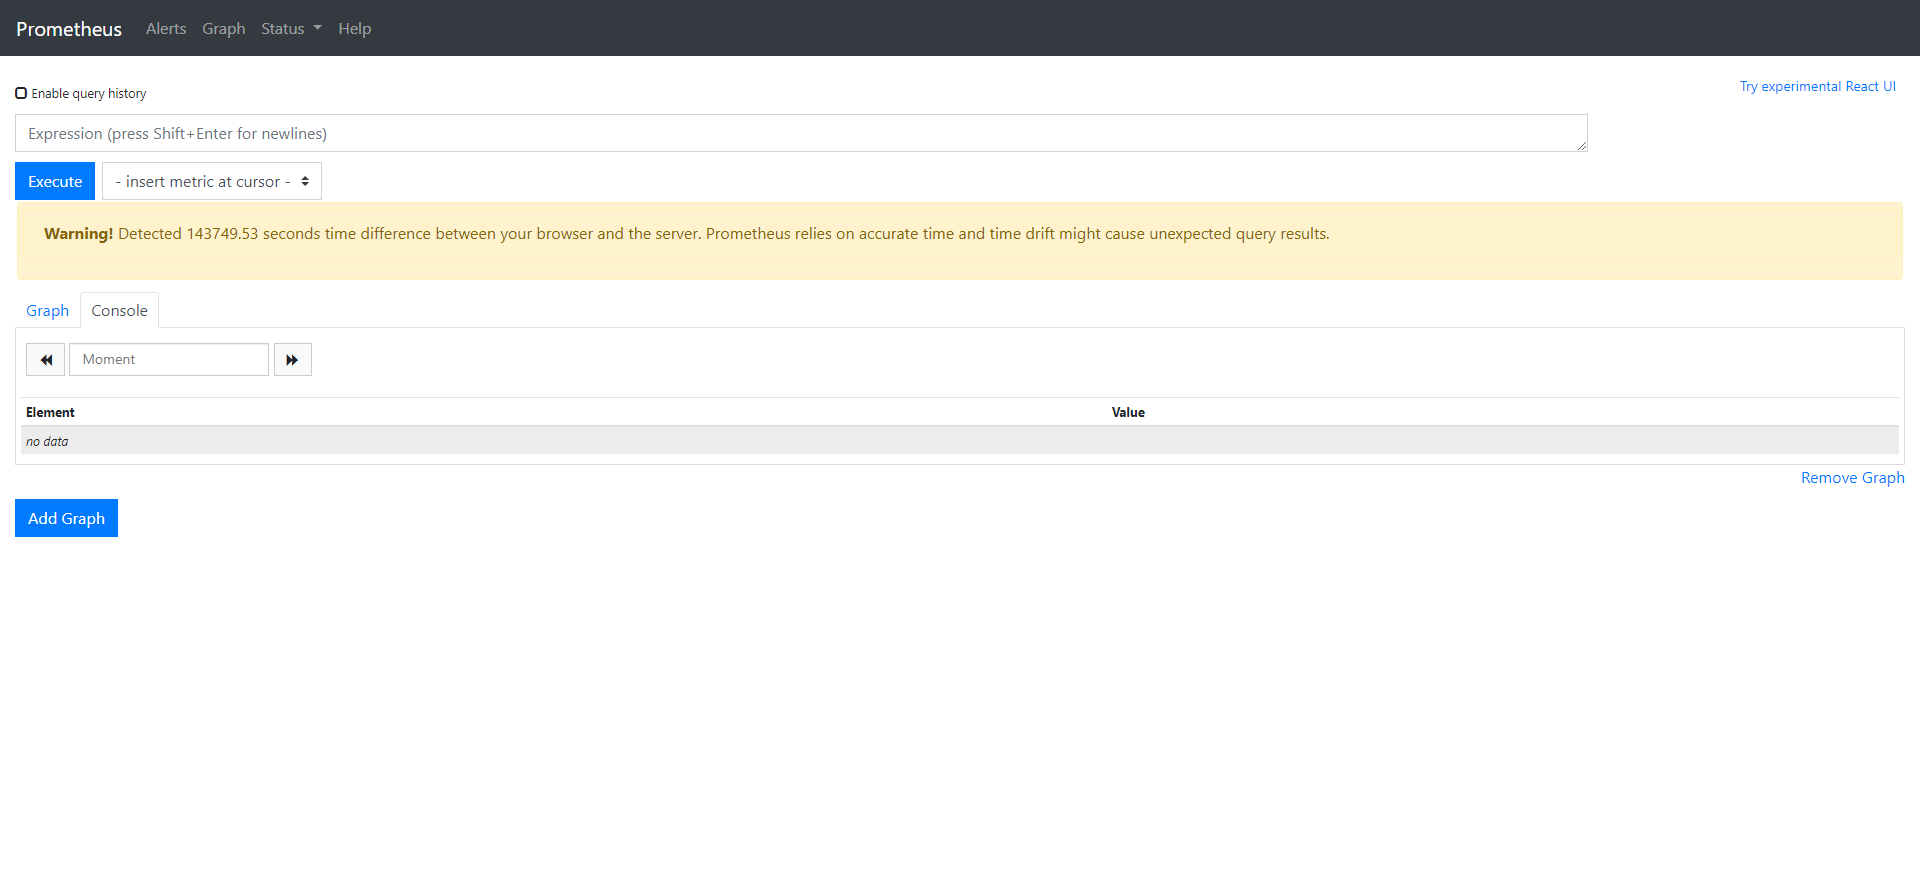 Prometheus Alerts Graph Status Help
Try experimental React UI
Enable query history
Expression (press Shift+Enter for newlines)
Execute - insert metric at cursor -
Warning! Detected 143749.53 seconds time difference between your browser and the server. Prometheus relies on accurate time and time drift might cause unexpected query results.
Graph Console
Moment
Element Value
no data
Remove Graph
Add Graph